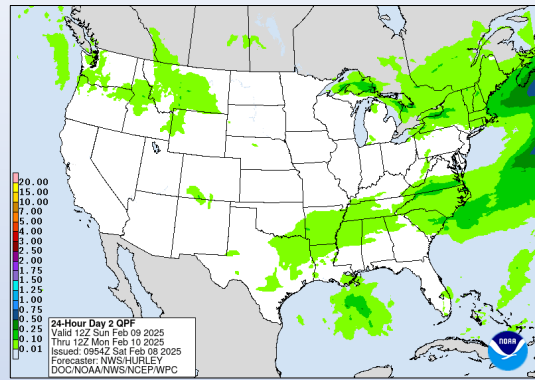 20.00
15.00
10.00
7.00
5.00
4.00
3.00
2.50
2.00
1.75
1.50
1.25
1.00
0.75
0.50
0.25
0.10
0.01
24-Hour Day 2 QPF
Valid 12Z Sun Feb 09 2025
Thru 12Z Mon Feb 10 2025
Issued: 0954Z Sat Feb 08 2025
Forecaster: NWS/HURLEY
DOC/NOAA/NWS/NCEP/WPC
NOAA